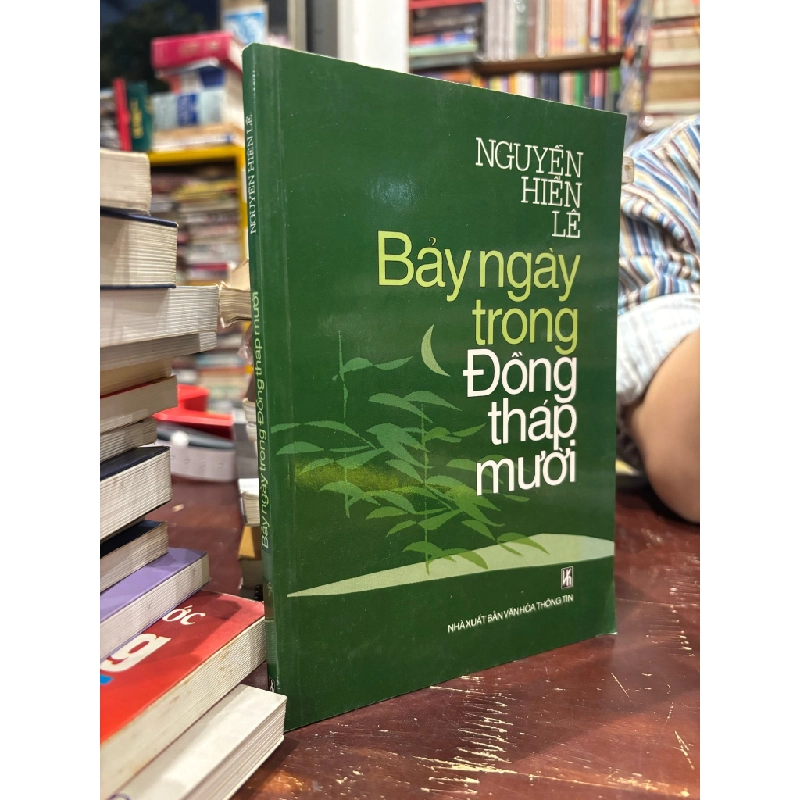 NGUYỄN
HIẾN
LÊ
Bảy ngày
trong
Đồng
tháp
mười
NHÀ XUẤT BẢN VĂN HÓA THÔNG TIN
NGUYỄN HIẾN LÊ
Bảy ngày trong Đồng tháp mười